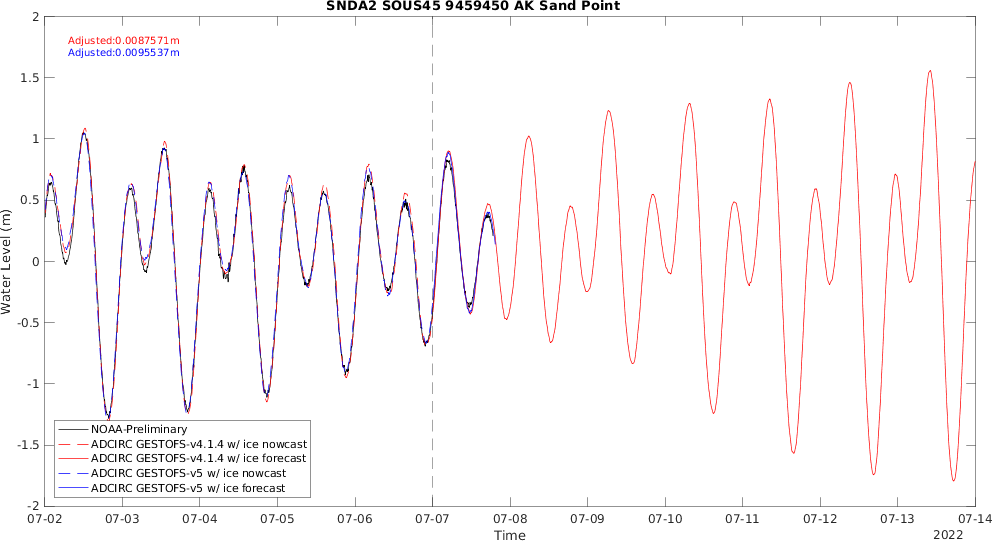 SNDA2 SOUS45 9459450 AK Sand Point
Adjusted:0.0087571m
Adjusted:0.0095537m
2
1.5
1
0.5
0
-0.5
-1
-1.5
-2
Water Level (m)
NOAA-Preliminary
ADCIRC GESTOFS-v4.1.4 w/ ice nowcast
ADCIRC GESTOFS-v4.1.4 w/ ice forecast
ADCIRC GESTOFS-v5 w/ ice nowcast
ADCIRC GESTOFS-v5 w/ ice forecast
07-02 07-03 07-04 07-05 07-06 07-07 07-08 07-09 07-10 07-11 07-12 07-13 07-14
Time
2022